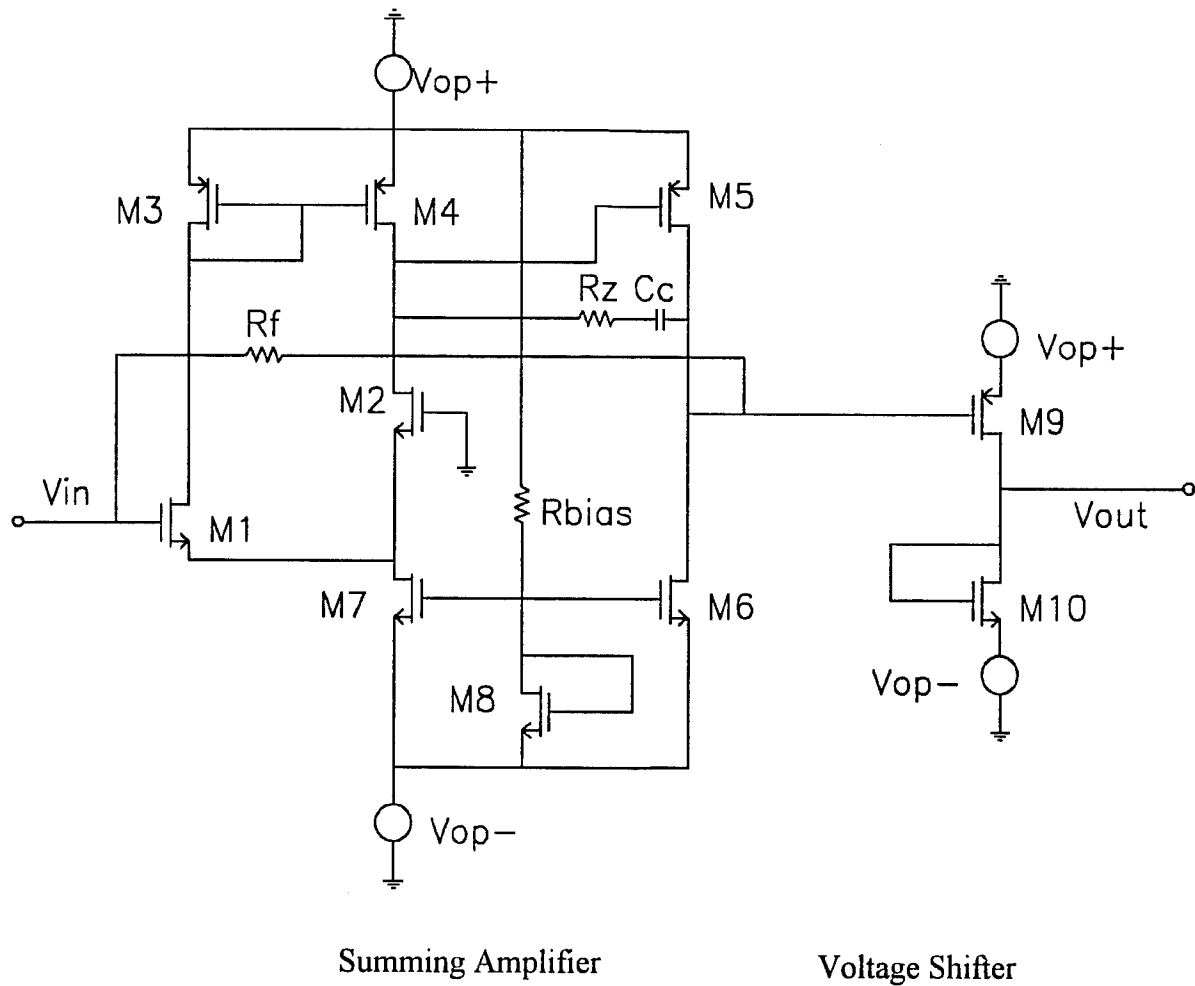 Vop+
M3
M4
M5
Rz Cc
Rf
Vop+
M2
M9
Vin
M1
Rbias
Vout
M7
M6
M10
M8
Vop−
Vop−
Summing Amplifier
Voltage Shifter